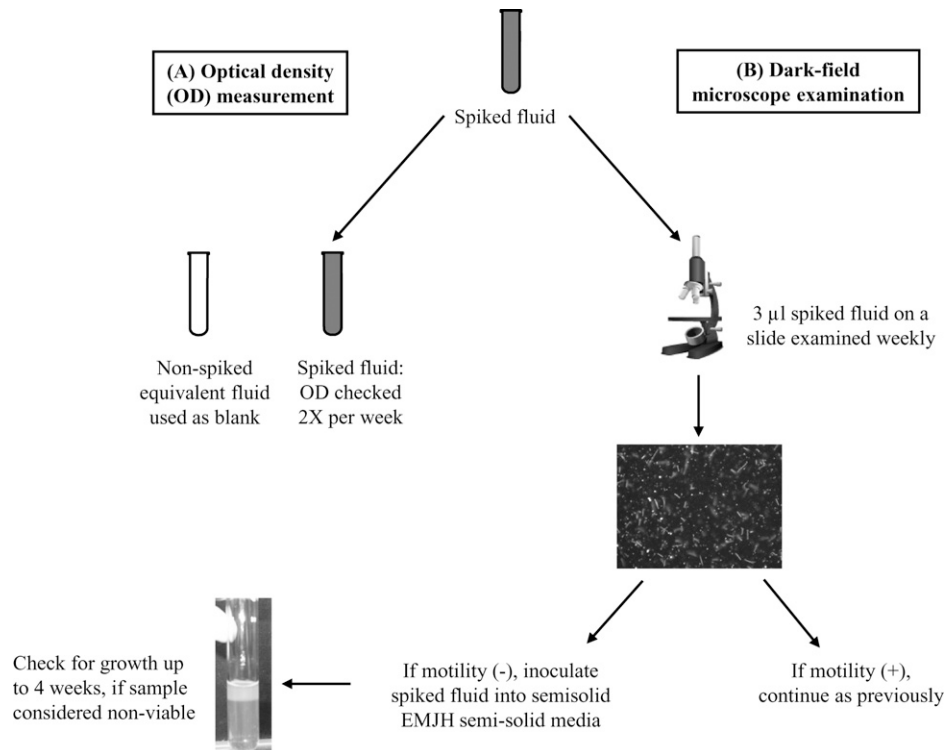 (A) Optical density
(OD) measurement
Spiked fluid
(B) Dark-field
microscope examination
Non-spiked
equivalent fluid
used as blank
Spiked fluid:
OD checked
2X per week
3 µl spiked fluid on a
slide examined weekly
Check for growth up
to 4 weeks, if sample
considered non-viable
If motility (-), inoculate
spiked fluid into semisolid
EMJH semi-solid media
If motility (+),
continue as previously